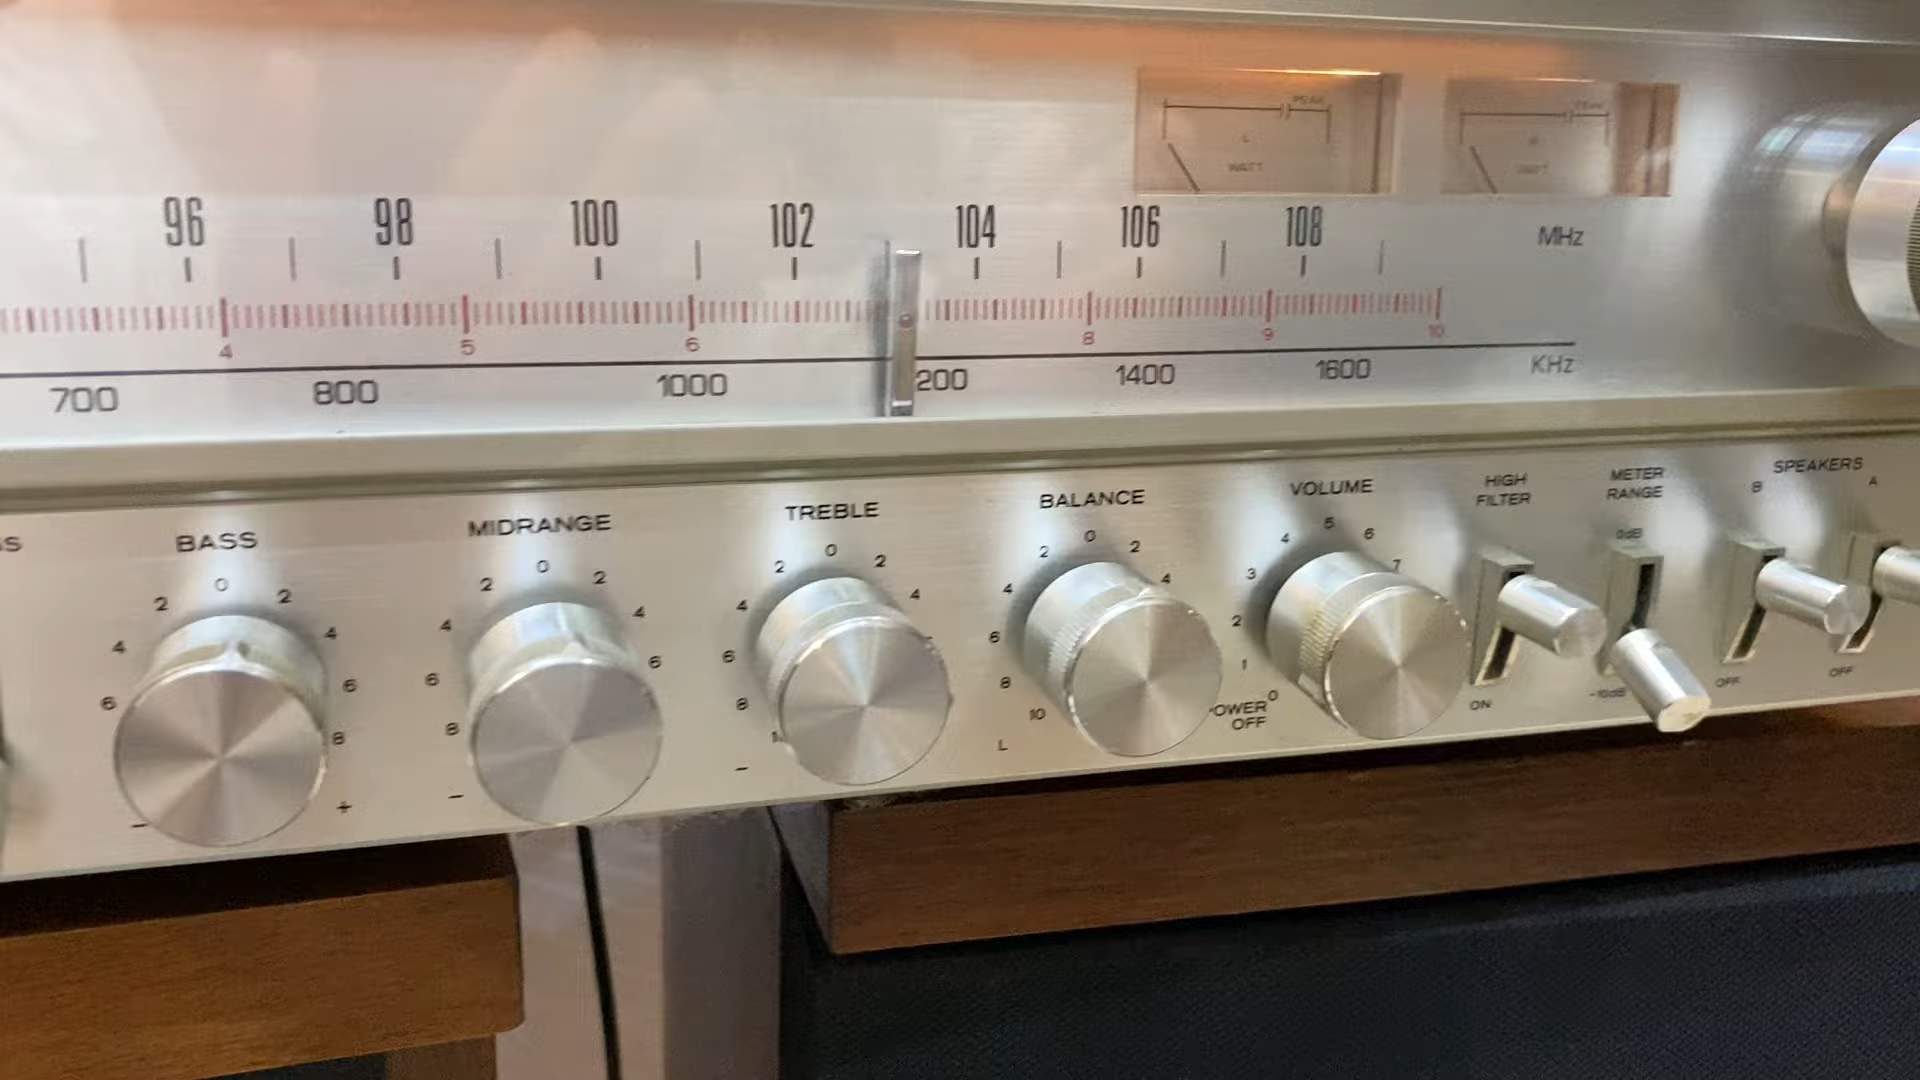 PEAK
L
WATT
WATT
96 98 100 102 104 106 108 MHz
4 5 6 8 9 10
700 800 1000 200 1400 1600 KHz
S
BASS
0
2 2
4 4
6 6
8
- +
MIDRANGE
0
2 2
4 4
6 6
8
-
TREBLE
0
2 2
4 4
6
8
-
BALANCE
0
2 2
4 4
6
8
10
L
VOLUME
5
4 6
3 7
2
1
0
POWER
OFF
HIGH
FILTER
ON
METER
RANGE
0dB
-10dB
SPEAKERS
B A
OFF OFF